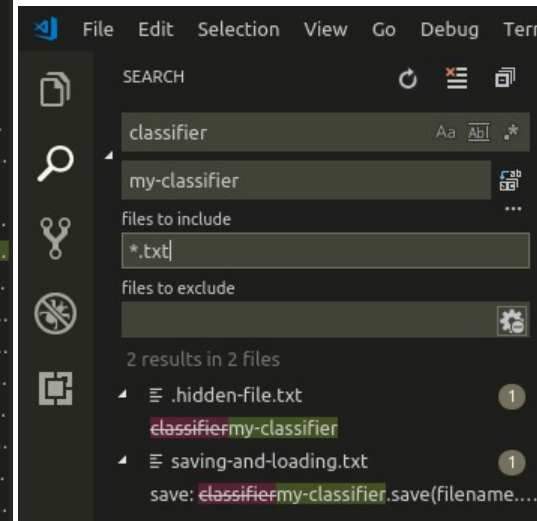 File Edit Selection View Go Debug Terr
SEARCH
classifier Aa Abl .*
my-classifier
files to include ...
*.txt
files to exclude
2 results in 2 files
.hidden-file.txt 1
classifiermy-classifier
saving-and-loading.txt 1
save: classifiermy-classifier.save(filename....